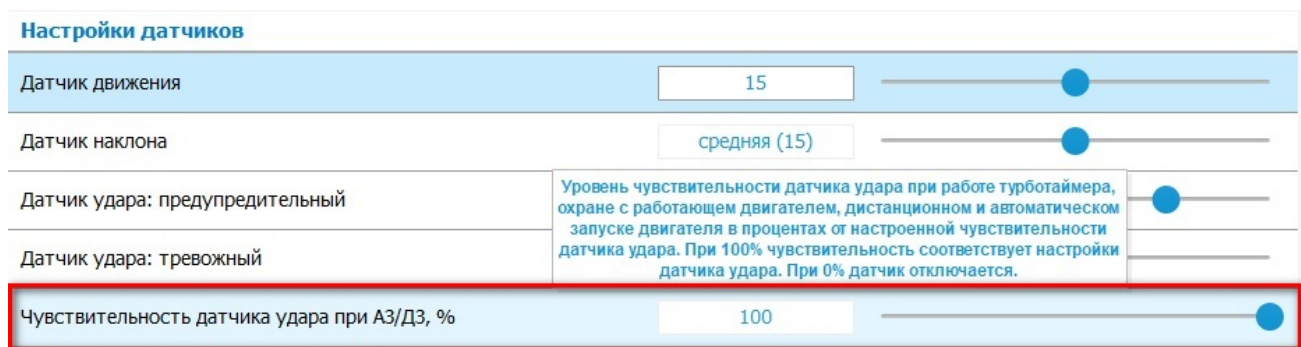 Настройки датчиков
Датчик движения 15
Датчик наклона средняя (15)
Датчик удара: предупредительный
Уровень чувствительности датчика удара при работе турботаймера,
охране с работающем двигателем, дистанционном и автоматическом
запуске двигателя в процентах от настроенной чувствительности
датчика удара. При 100% чувствительность соответствует настройки
датчика удара. При 0% датчик отключается.
Датчик удара: тревожный
Чувствительность датчика удара при АЗ/ДЗ, % 100